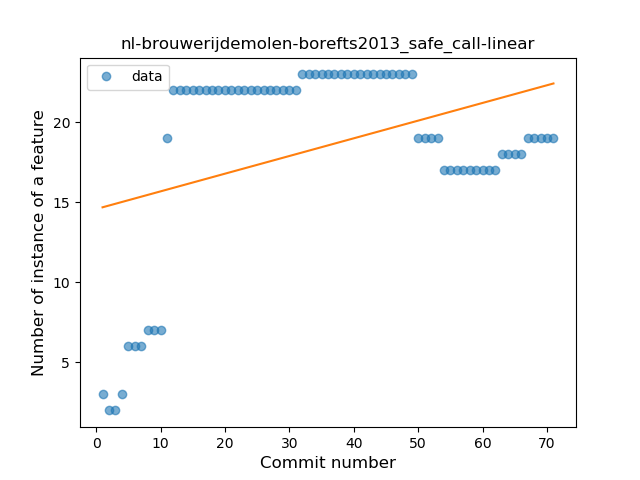 nl-brouwerijdemolen-borefts2013_safe_call-linear
data
Number of instance of a feature
20
15
10
5
0 10 20 30 40 50 60 70
Commit number